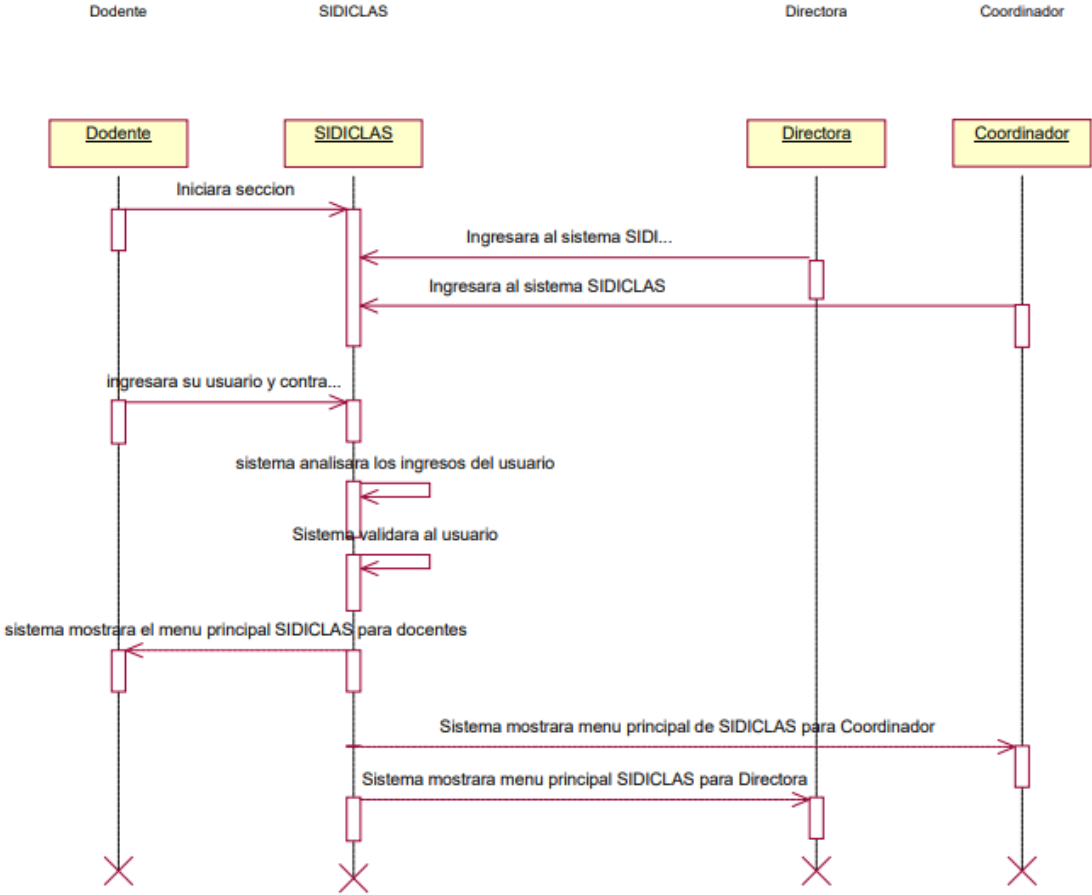 Dodente
SIDICLAS
Directora
Coordinador
Dodente
SIDICLAS
Directora
Coordinador
Iniciara seccion
Ingresara al sistema SIDI...
Ingresara al sistema SIDICLAS
ingresara su usuario y contra...
sistema analisara los ingresos del usuario
Sistema validara al usuario
sistema mostrara el menu principal SIDICLAS para docentes
Sistema mostrara menu principal de SIDICLAS para Coordinador
Sistema mostrara menu principal SIDICLAS para Directora